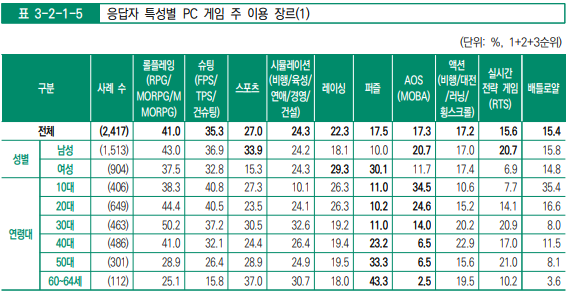 표 3-2-1-5 응답자 특성별 PC 게임 주 이용 장르(1)
(단위: %, 1+2+3순위)
구분 사례 수 롤플레잉 (RPG/ MORPG/M MORPG) 슈팅 (FPS/ TPS/ 건슈팅) 스포츠 시뮬레이션 (비행/육성/ 연애/경영/ 건설) 레이싱 퍼즐 AOS (MOBA) 액션 (비행/대전 /러닝/ 횡스크롤) 실시간 전략 게임 (RTS) 배틀로얄
전체 (2,417) 41.0 35.3 27.0 24.3 22.3 17.5 17.3 17.2 15.6 15.4
성별 남성 (1,513) 43.0 36.9 33.9 24.2 18.1 10.0 20.7 17.0 20.7 15.8
여성 (904) 37.5 32.8 15.3 24.3 29.3 30.1 11.7 17.4 6.9 14.8
연령대 10대 (406) 38.3 40.8 27.3 10.1 26.3 11.0 34.5 10.6 7.7 35.4
20대 (649) 44.4 40.5 23.5 24.1 26.3 10.2 24.6 15.2 14.1 16.6
30대 (463) 50.2 37.2 30.5 32.6 19.2 11.0 14.0 20.2 20.9 8.0
40대 (486) 41.0 32.1 24.4 26.4 19.4 23.2 6.5 22.9 17.0 11.5
50대 (301) 28.9 26.4 28.9 24.9 19.5 33.3 6.5 15.6 21.0 8.1
60-64세 (112) 25.1 15.8 37.0 30.7 18.0 43.3 2.5 19.5 10.2 3.6